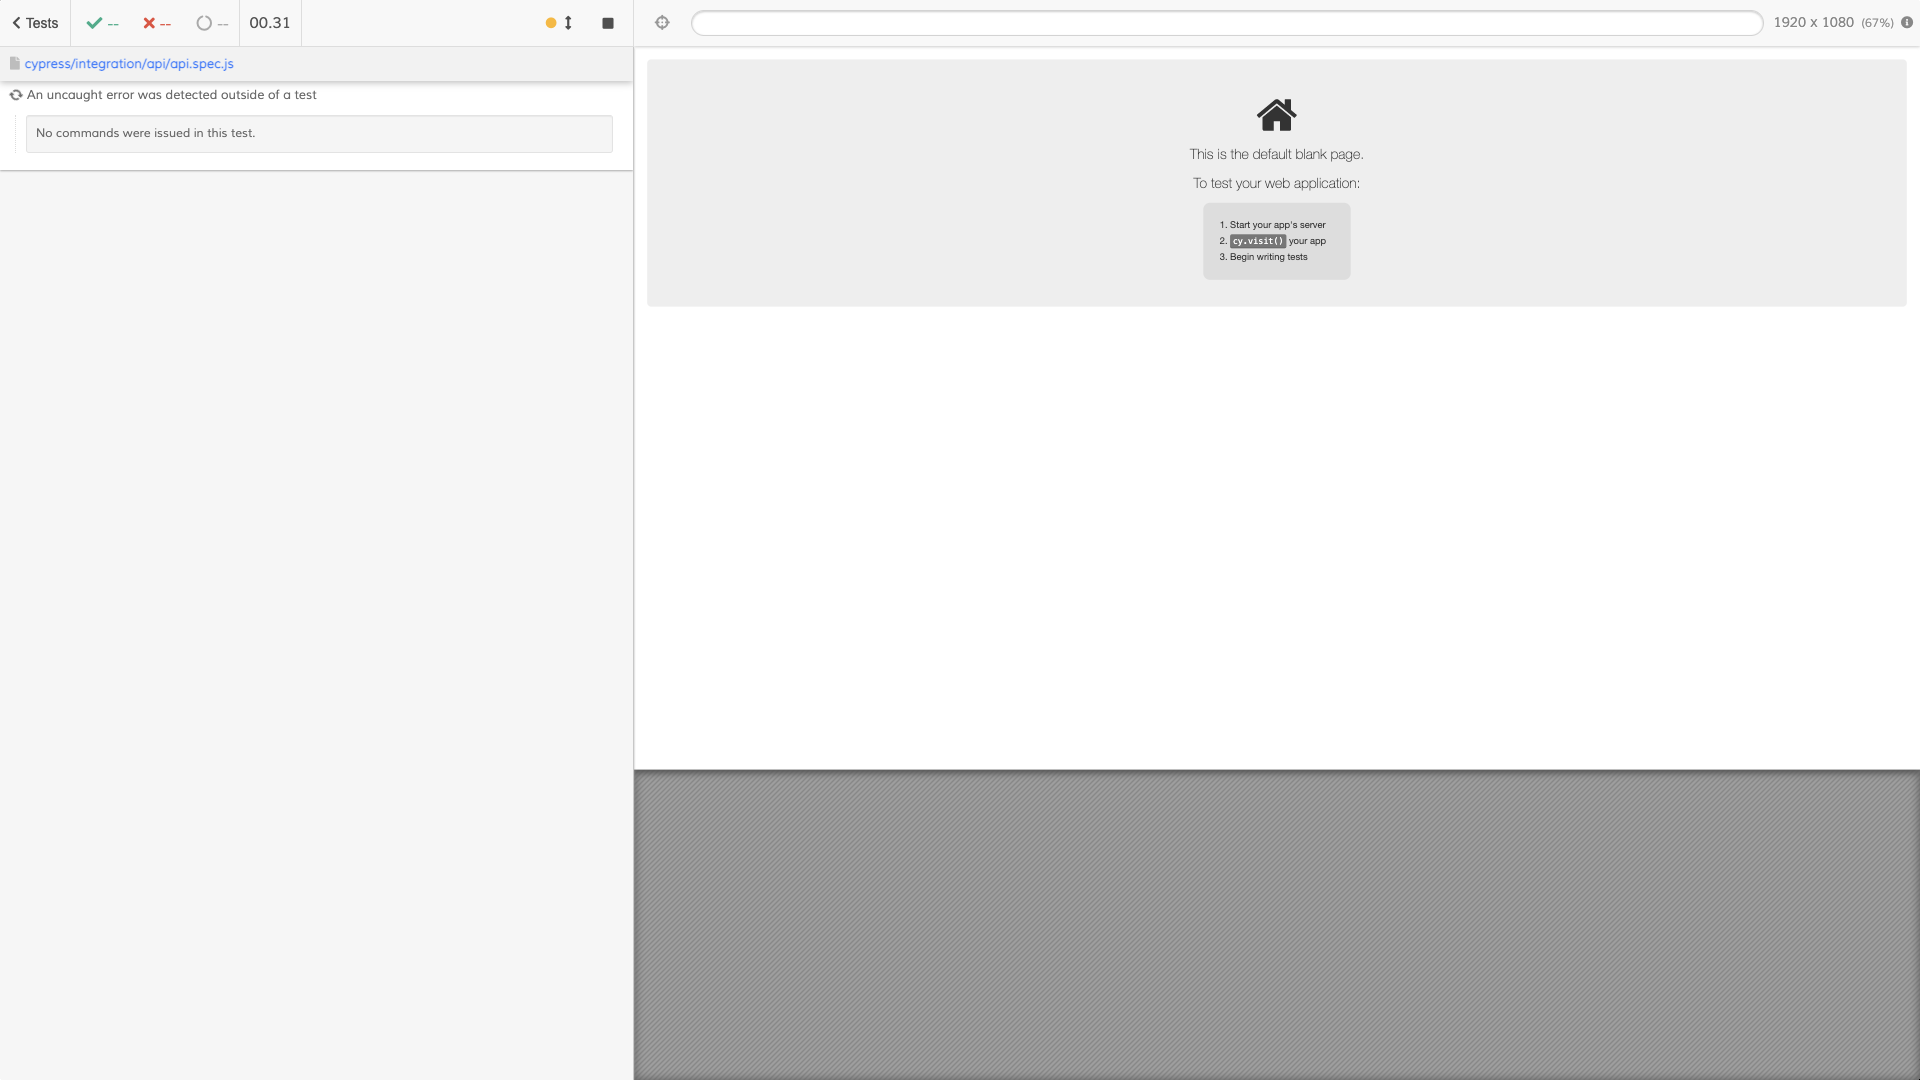 Tests -- -- -- 00.31
cypress/integration/api/api.spec.js
An uncaught error was detected outside of a test
No commands were issued in this test.
1920 x 1080 (67%)
This is the default blank page.
To test your web application:
1. Start your app's server
2. cy.visit() your app
3. Begin writing tests